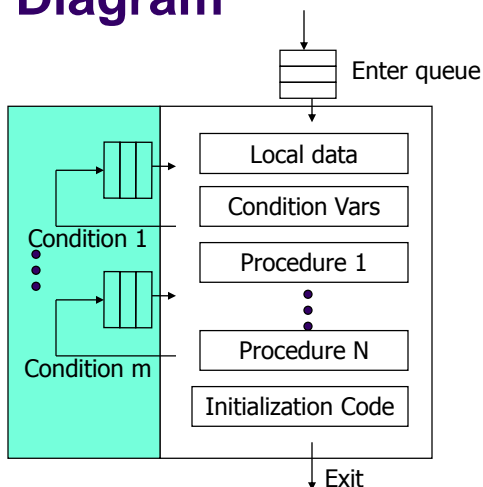 Diagram
Enter queue
Local data
Condition Vars
Condition 1
Procedure 1
Procedure N
Condition m
Initialization Code
Exit